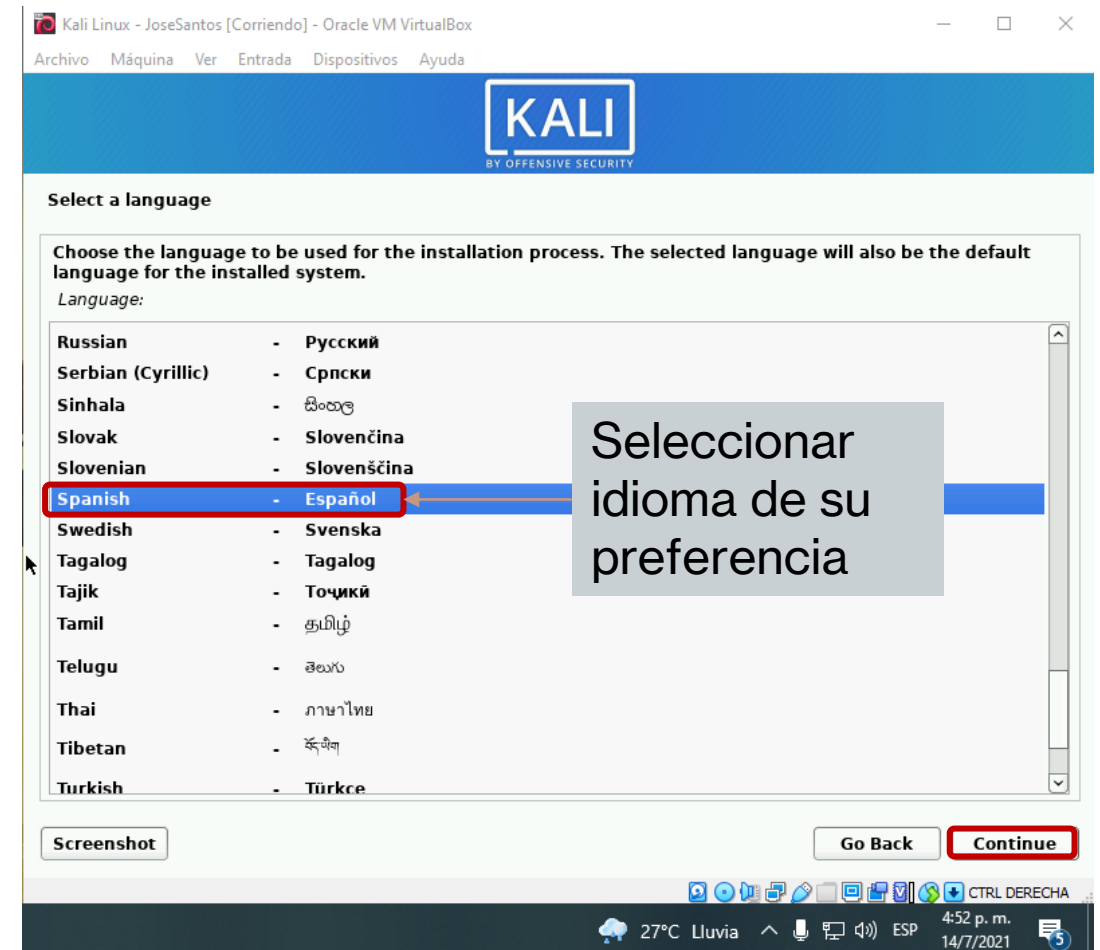 Kali Linux - JoseSantos [Corriendo] - Oracle VM VirtualBox
Archivo Máquina Ver Entrada Dispositivos Ayuda
KALI
BY OFFENSIVE SECURITY
Select a language
Choose the language to be used for the installation process. The selected language will also be the default
language for the installed system.
Language:
Russian - Русский
Serbian (Cyrillic) - Српски
Sinhala - සිංහල
Slovak - Slovenčina
Slovenian - Slovenščina
Spanish - Español
Swedish - Svenska
Tagalog - Tagalog
Tajik - Тоҷикӣ
Tamil - தமிழ்
Telugu - తెలుగు
Thai - ภาษาไทย
Tibetan - བོད་ཡིག
Turkish - Türkçe
Seleccionar
idioma de su
preferencia
Screenshot Go Back Continue
CTRL DERECHA
27°C Lluvia ESP 4:52 p. m.
14/7/2021 5